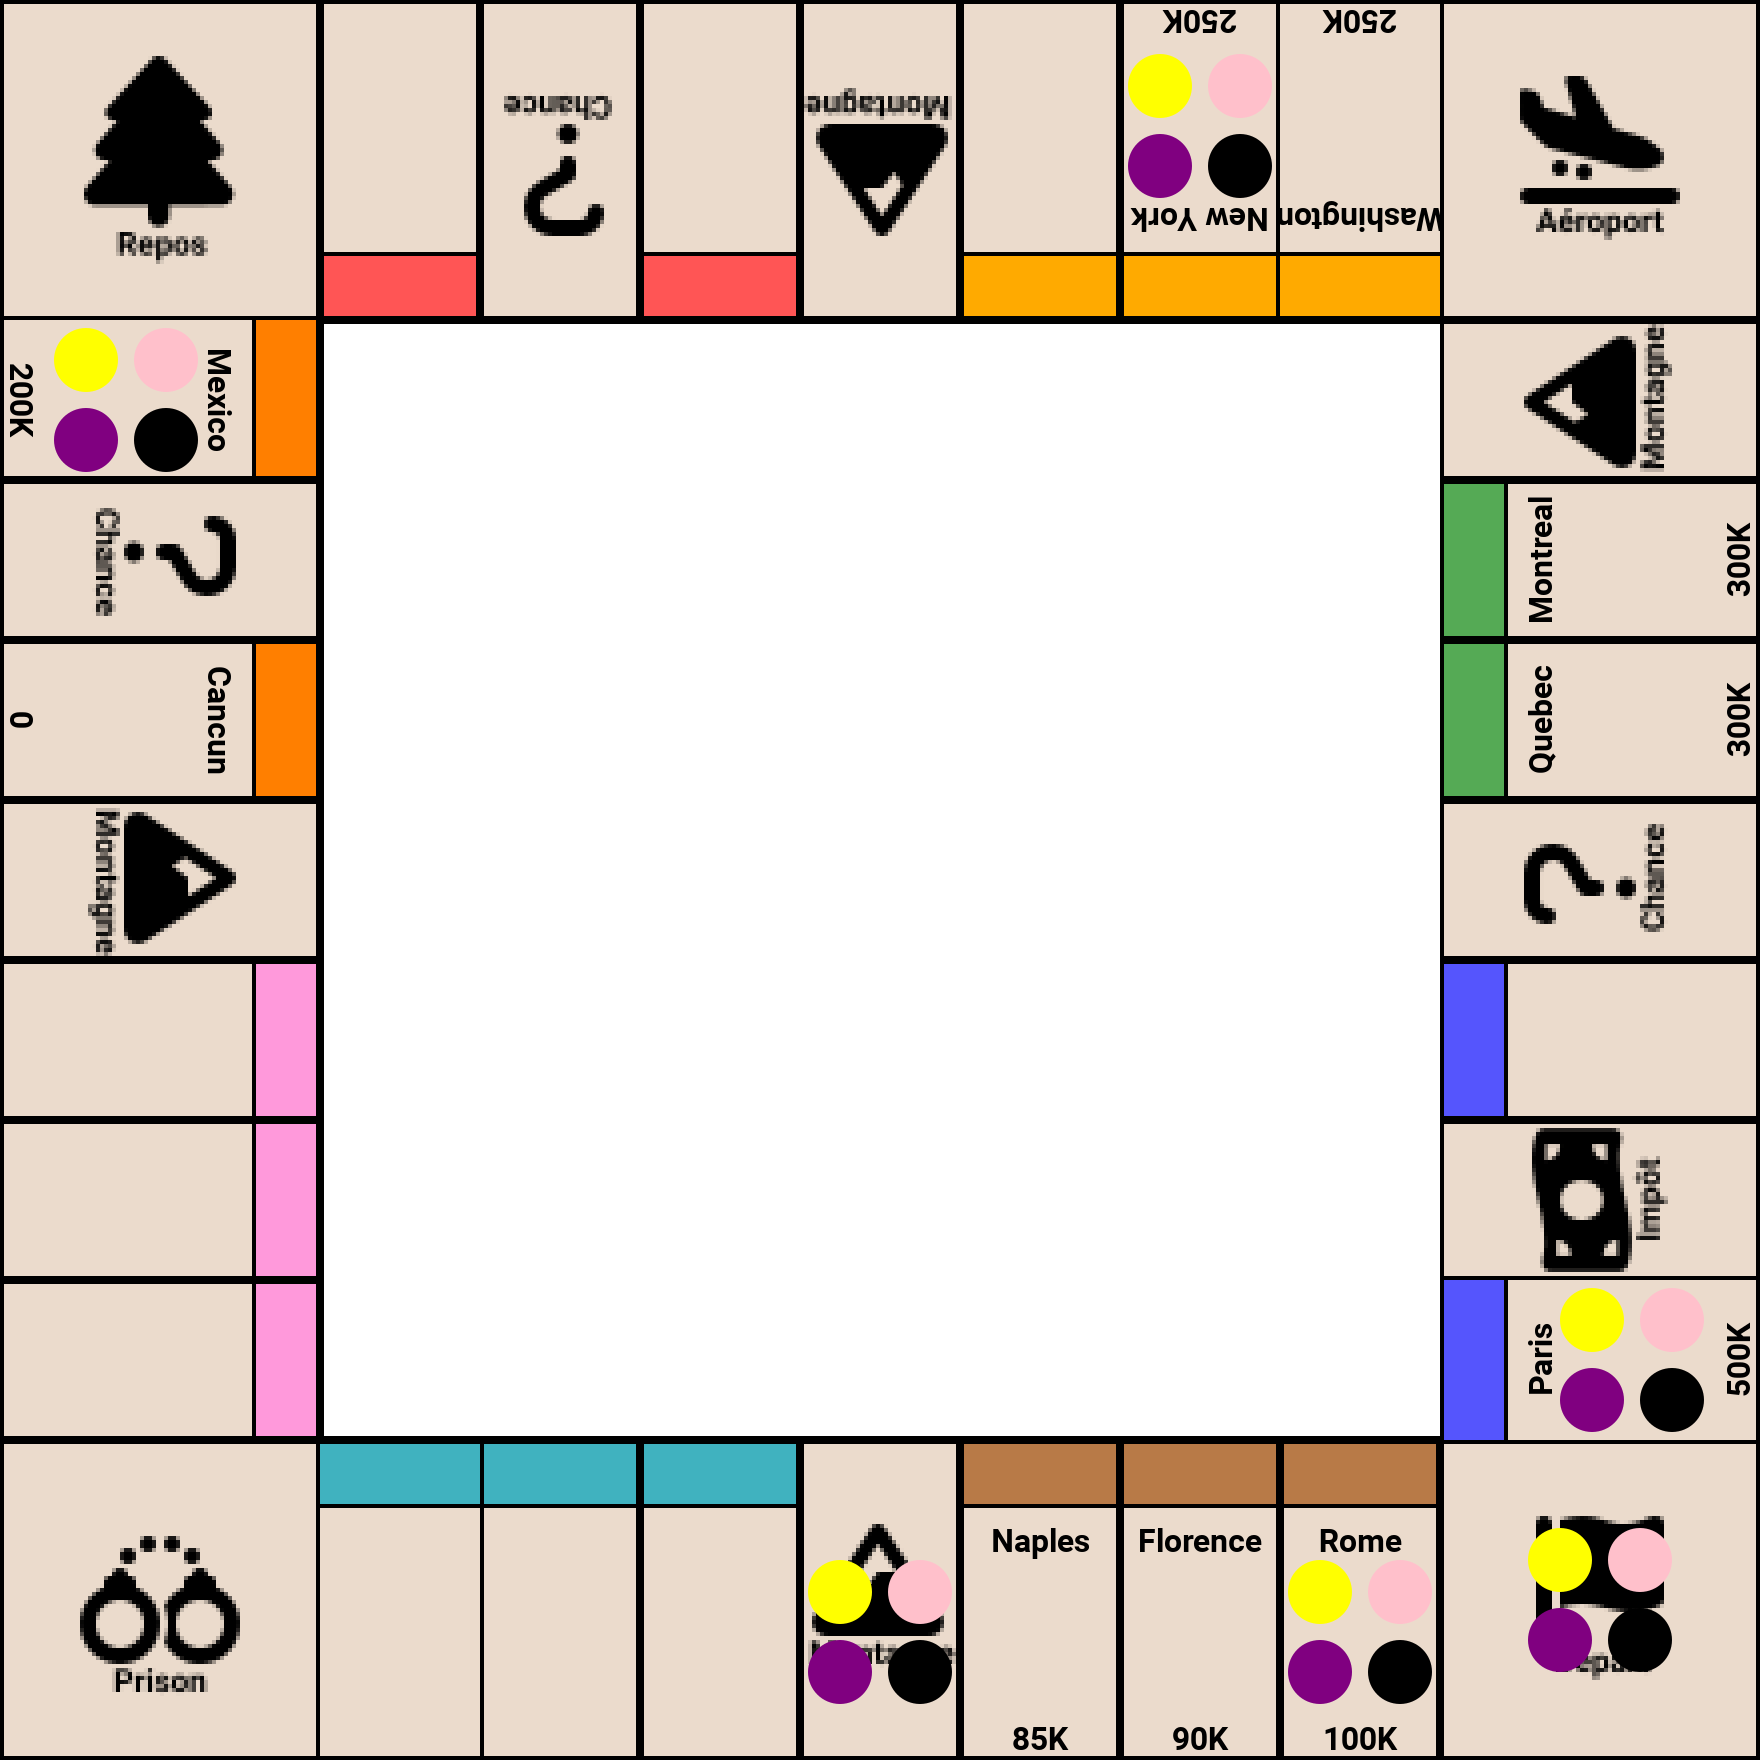 Repos
Chance
Montagne
250K
New York
250K
Washington
Aéroport
200K
Mexico
Montagne
Chance
Montreal
300K
0
Cancun
Quebec
300K
Montagne
Chance
Impôt
Paris
500K
Prison
Naples
85K
Florence
90K
Rome
100K